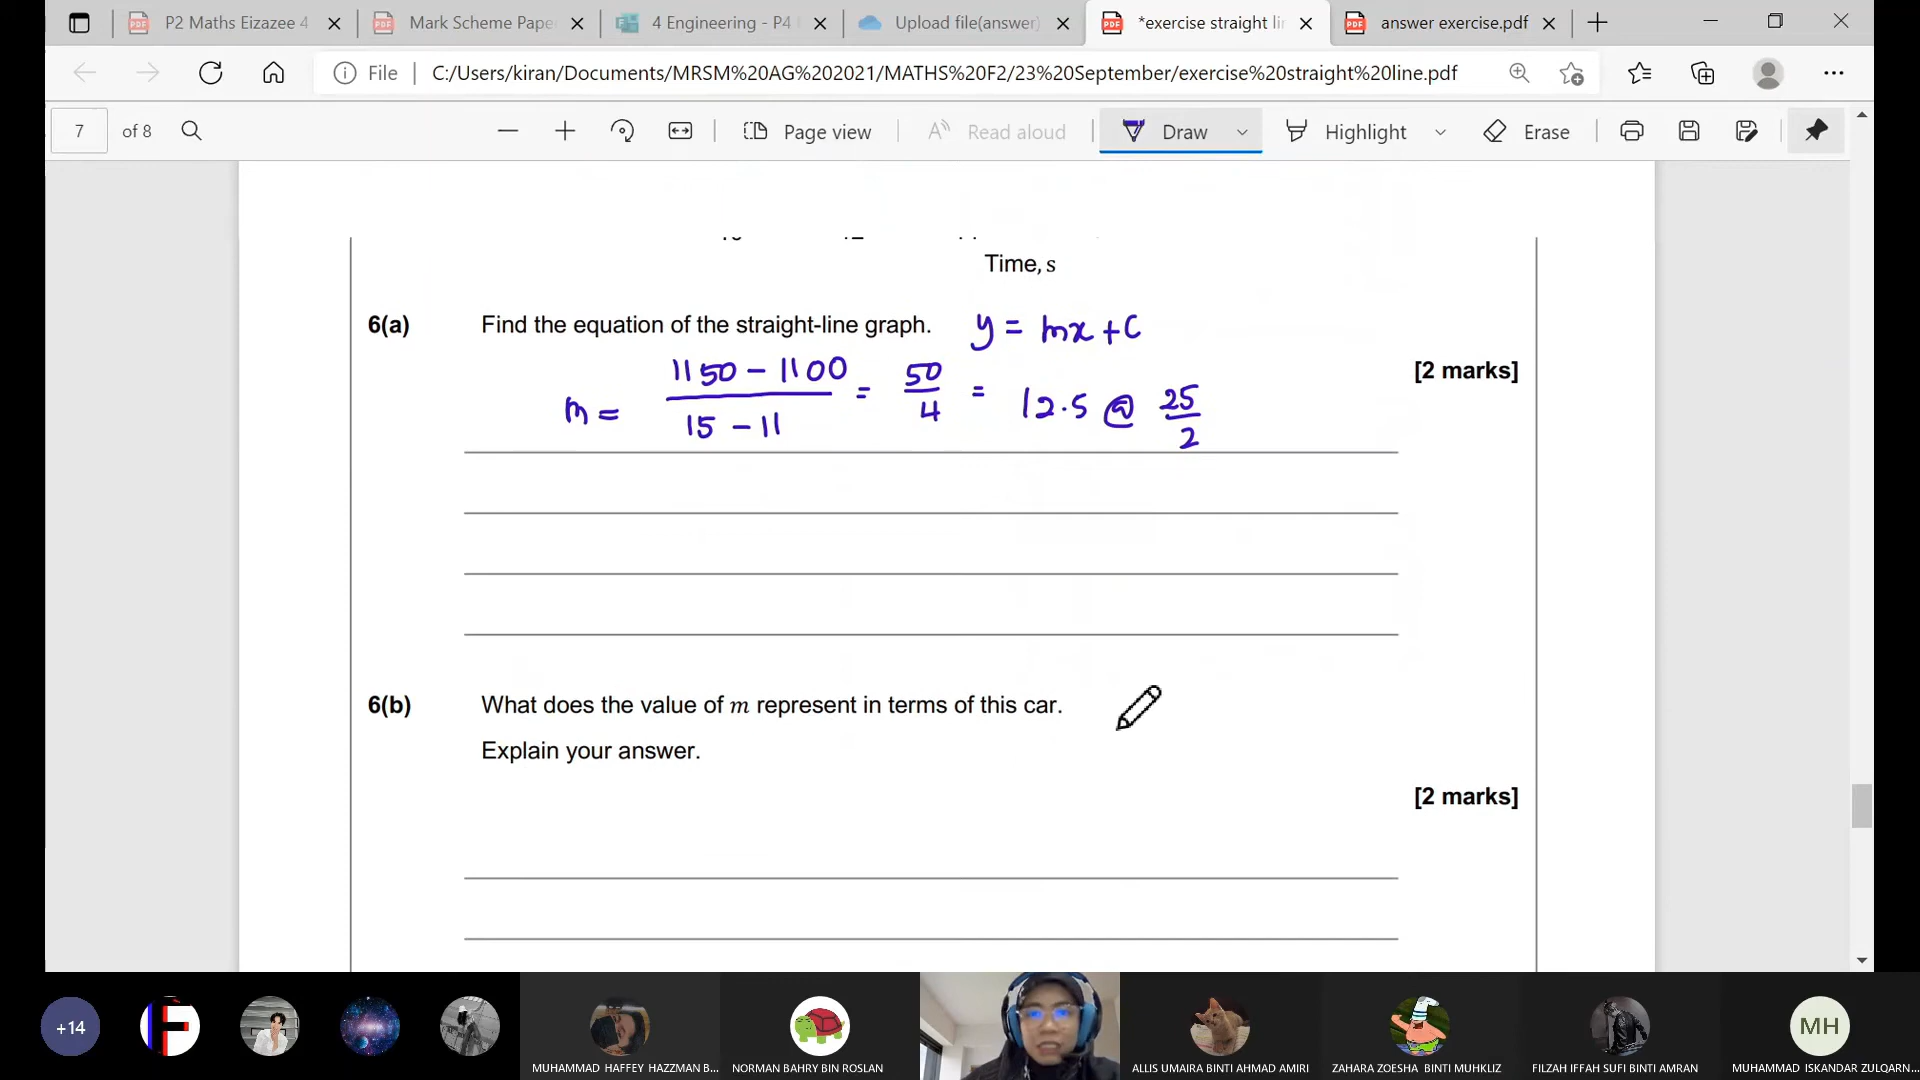 P2 Maths Eizazee 4
Mark Scheme Pape
4 Engineering - P4
Upload file(answer)
*exercise straight li
answer exercise.pdf
File
C:/Users/kiran/Documents/MRSM%20AG%202021/MATHS%20F2/23%20September/exercise%20straight%20line.pdf
7 of 8
Page view
Read aloud
Draw
Highlight
Erase
Time, s
6(a) Find the equation of the straight-line graph. y = mx + c
[2 marks]
m = 1150 - 1100 / 15 - 11 = 50/4 = 12.5 @ 25/2
6(b) What does the value of m represent in terms of this car.
Explain your answer.
[2 marks]
+14
F
MH
MUHAMMAD HAFFEY HAZZMAN B...
NORMAN BAHRY BIN ROSLAN
ALLIS UMAIRA BINTI AHMAD AMIRI
ZAHARA ZOESHA BINTI MUHKLIZ
FILZAH IFFAH SUFI BINTI AMRAN
MUHAMMAD ISKANDAR ZULQARN...